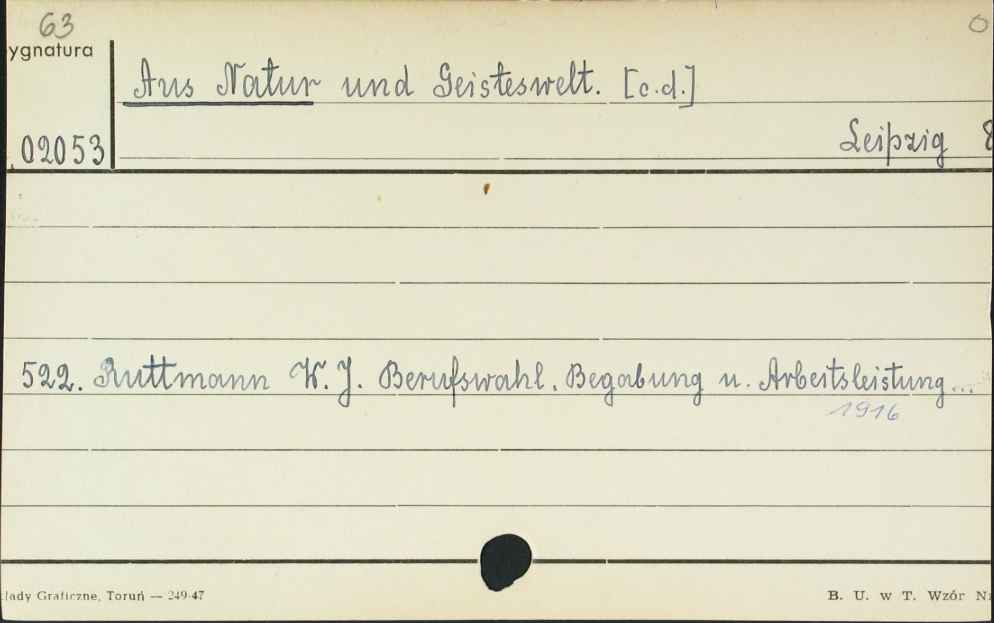 63
ygnatura
Aus Natur und Geisteswelt. [c.d.]
02053
Leipzig 8
522. Ruttmann W. J. Berufswahl, Begabung u. Arbeitsleistung...
1916
łady Graficzne, Toruń — 249-47
B. U. w T. Wzór N